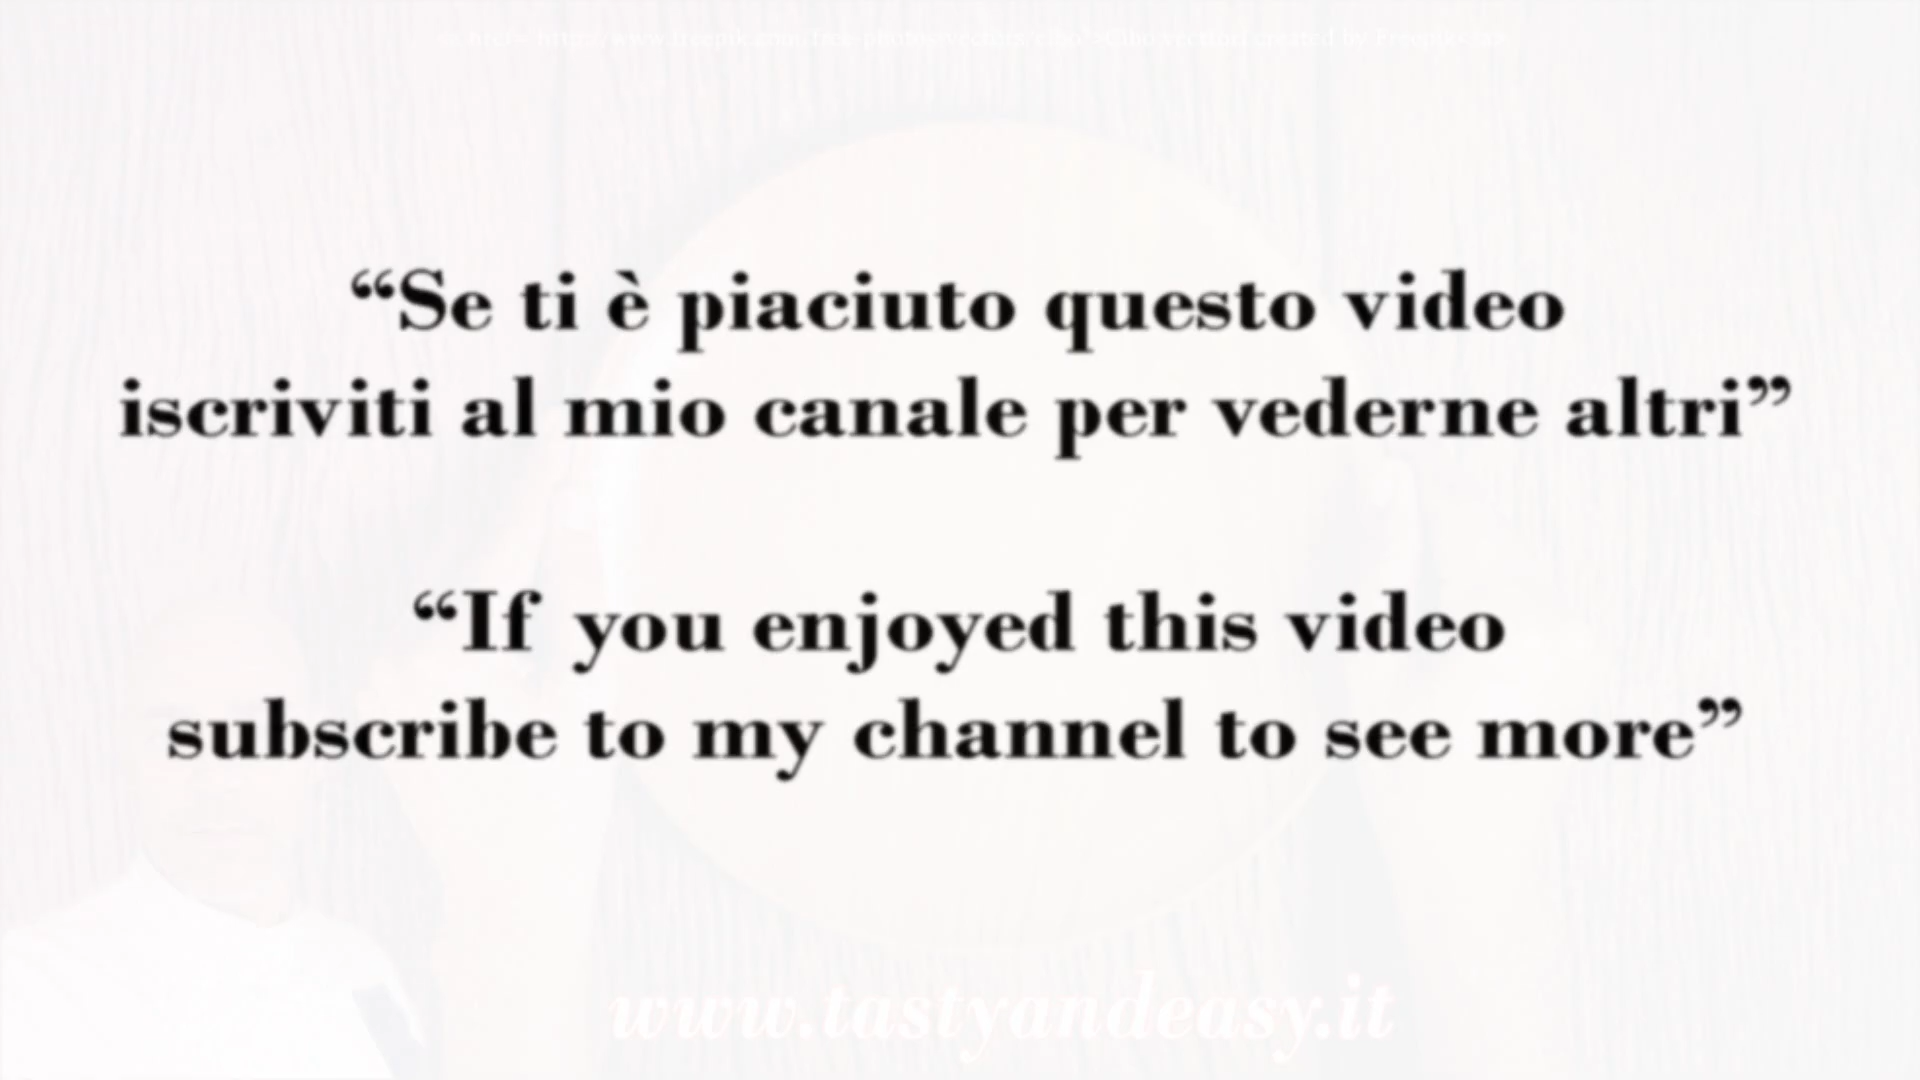 “Se ti è piaciuto questo video
iscriviti al mio canale per vederne altri”
“If you enjoyed this video
subscribe to my channel to see more”
www.tastyandeasy.it